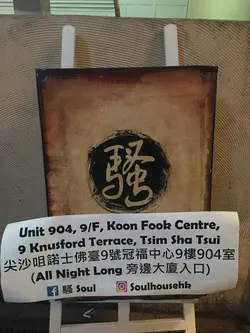 騷
Unit 904, 9/F, Koon Fook Centre,
9 Knusford Terrace, Tsim Sha Tsui
尖沙咀諾士佛臺9號冠福中心9樓904室
(All Night Long 旁邊大廈入口)
騷 Soul Soulhousehk